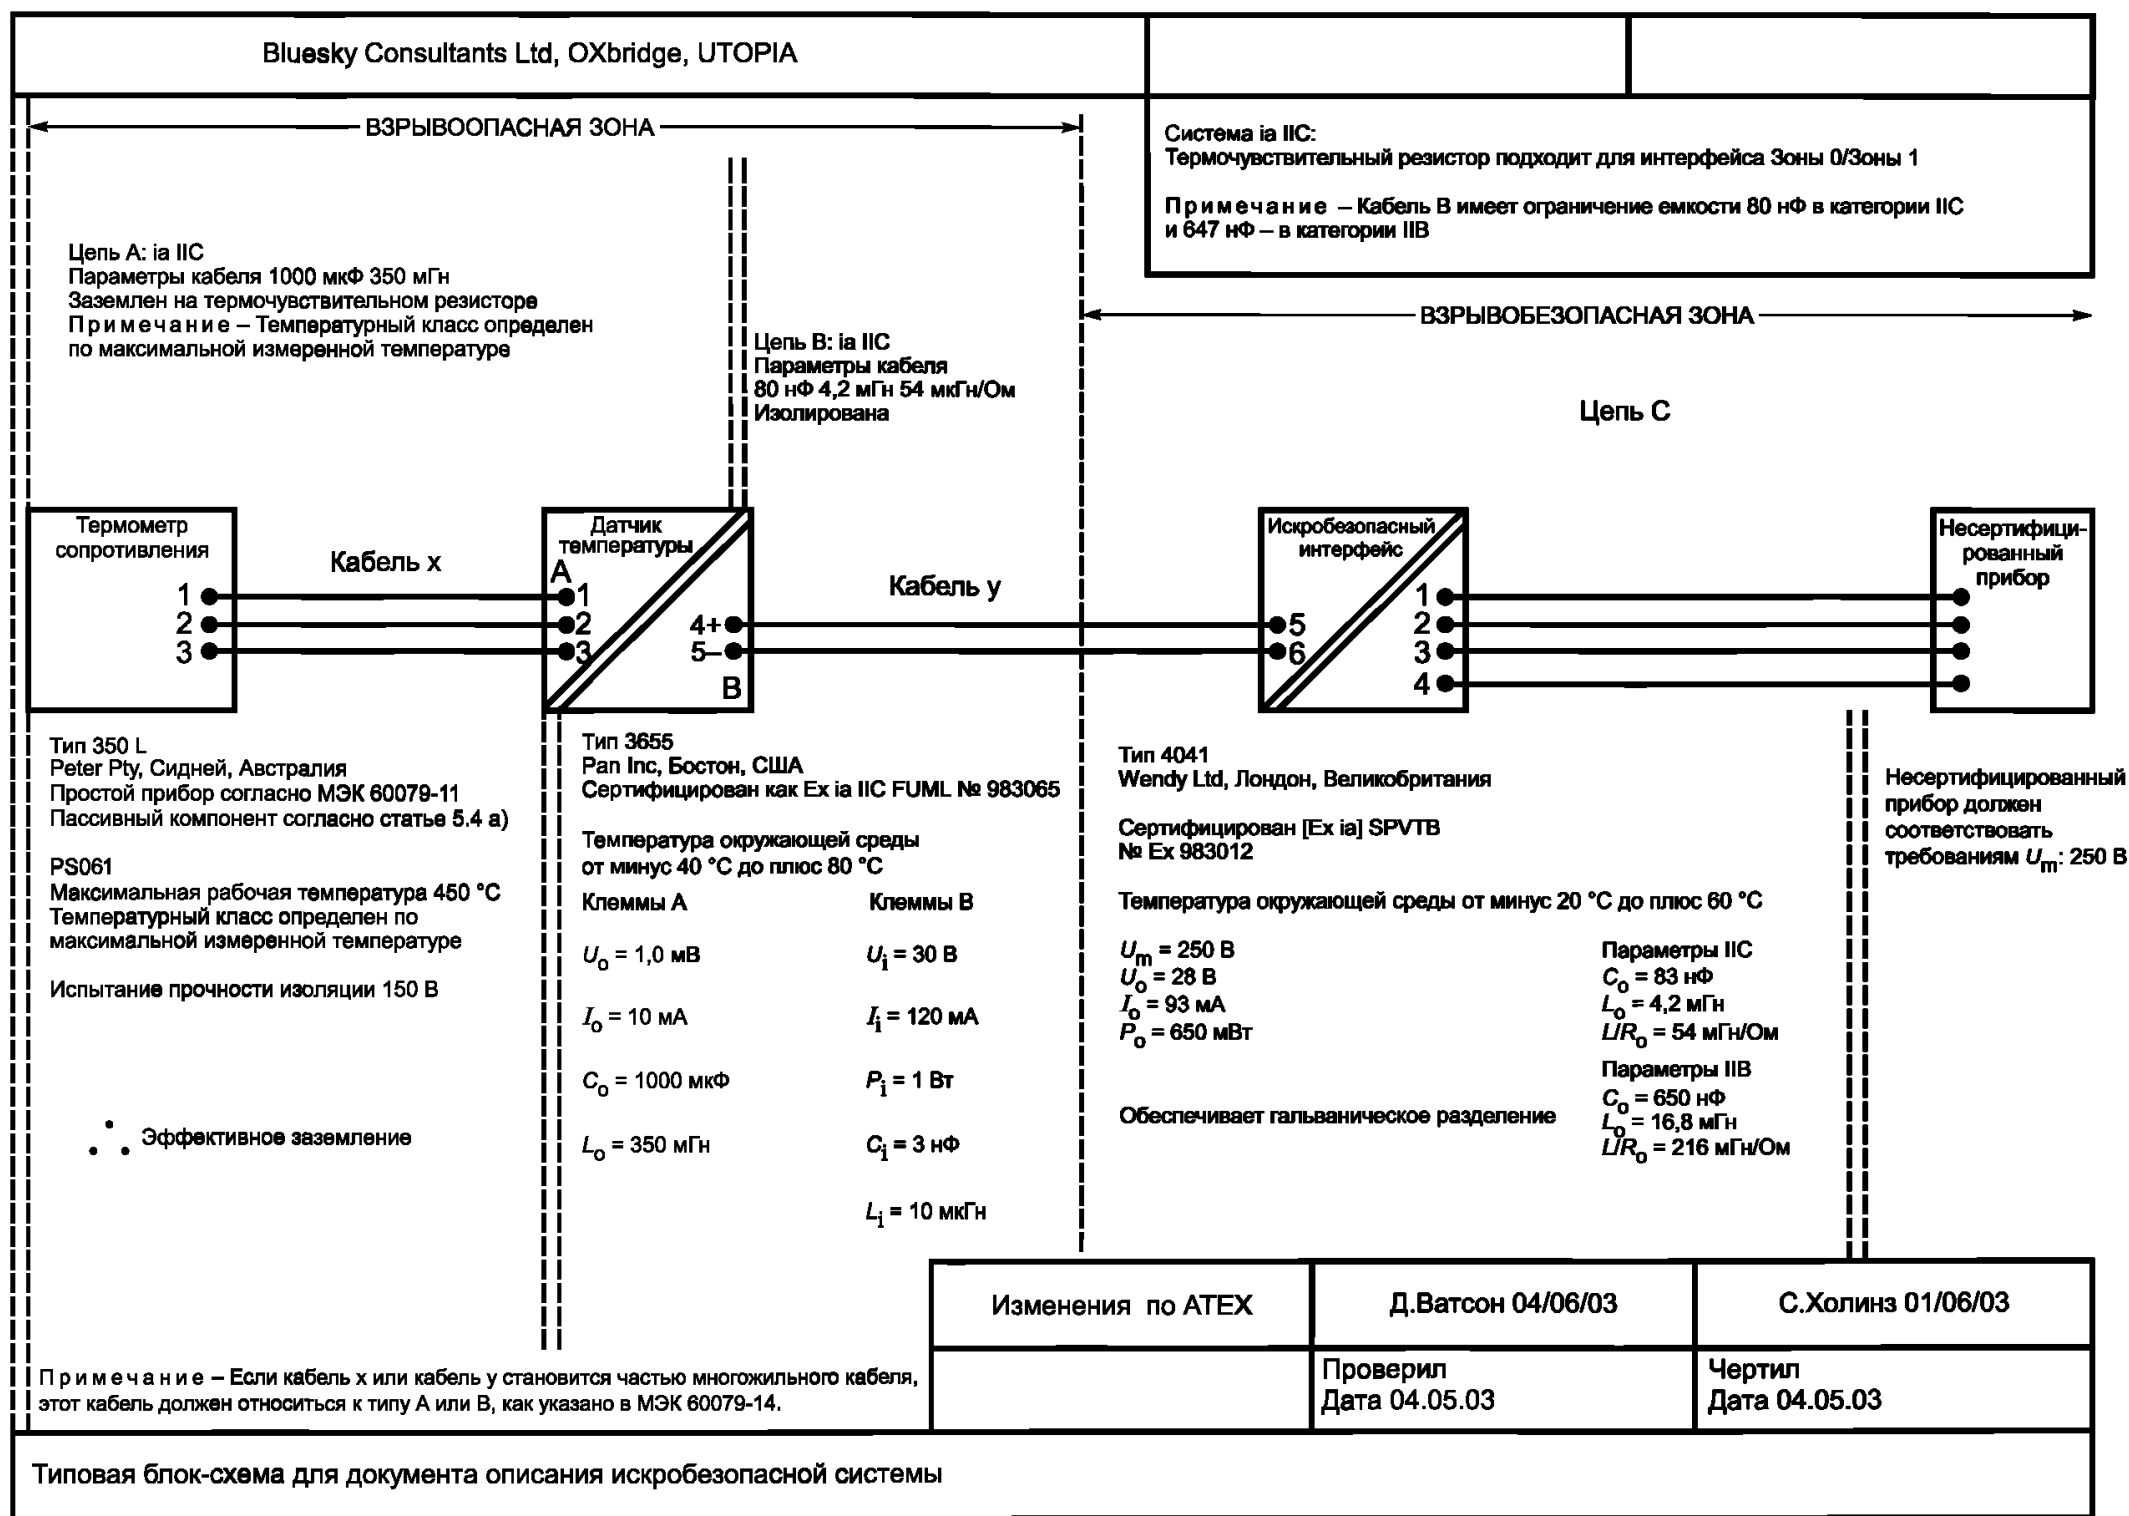 Bluesky Consultants Ltd, OXbridge, UTOPIA
ВЗРЫВООПАСНАЯ ЗОНА
Система ia IIC:
Термочувствительный резистор подходит для интерфейса Зоны 0/Зоны 1
Примечание – Кабель В имеет ограничение емкости 80 нФ в категории IIC
и 647 нФ – в категории IIB
Цепь А: ia IIC
Параметры кабеля 1000 мкФ 350 мГн
Заземлен на термочувствительном резисторе
Примечание – Температурный класс определен
по максимальной измеренной температуре
ВЗРЫВОБЕЗОПАСНАЯ ЗОНА
Цепь В: ia IIC
Параметры кабеля
80 нФ 4,2 мГн 54 мкГн/Ом
Изолирована
Цепь С
Термометр
сопротивления
1
2
3
Кабель x
Датчик
температуры
А
1
2
3
4+
5–
В
Кабель y
Искробезопасный
интерфейс
5
6
1
2
3
4
Несертифици-
рованный
прибор
Тип 350 L
Peter Pty, Сидней, Австралия
Простой прибор согласно МЭК 60079-11
Пассивный компонент согласно статье 5.4 а)
PS061
Максимальная рабочая температура 450 °С
Температурный класс определен по
максимальной измеренной температуре
Испытание прочности изоляции 150 В
Эффективное заземление
Тип 3655
Pan Inc, Бостон, США
Сертифицирован как Ex ia IIC FUML № 983065
Температура окружающей среды
от минус 40 °С до плюс 80 °С
Клеммы А
Клеммы В
Uo = 1,0 мВ
Ui = 30 В
Io = 10 мА
Ii = 120 мА
Co = 1000 мкФ
Pi = 1 Вт
Lo = 350 мГн
Ci = 3 нФ
Li = 10 мкГн
Тип 4041
Wendy Ltd, Лондон, Великобритания
Сертифицирован [Ex ia] SPVTB
№ Ex 983012
Температура окружающей среды от минус 20 °С до плюс 60 °С
Um = 250 В
Uo = 28 В
Io = 93 мА
Po = 650 мВт
Обеспечивает гальваническое разделение
Параметры IIC
Co = 83 нФ
Lo = 4,2 мГн
L/Ro = 54 мГн/Ом
Параметры IIB
Co = 650 нФ
Lo = 16,8 мГн
L/Ro = 216 мГн/Ом
Несертифицированный
прибор должен
соответствовать
требованиям Um: 250 В
Примечание – Если кабель x или кабель y становится частью многожильного кабеля,
этот кабель должен относиться к типу А или В, как указано в МЭК 60079-14.
Изменения по ATEX
Д.Ватсон 04/06/03
С.Холинз 01/06/03
Проверил
Дата 04.05.03
Чертил
Дата 04.05.03
Типовая блок-схема для документа описания искробезопасной системы